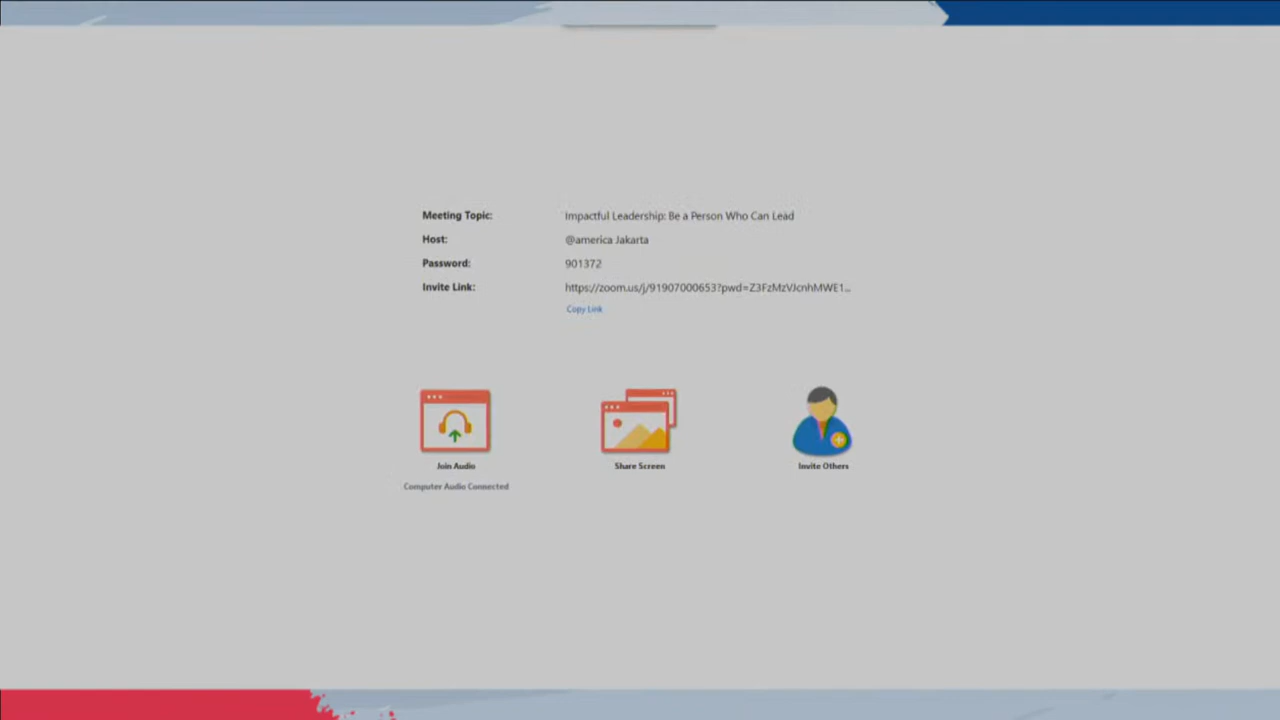 Meeting Topic: Impactful Leadership: Be a Person Who Can Lead
Host: @america Jakarta
Password: 901372
Invite Link: https://zoom.us/j/91907000653?pwd=Z3FzMzVJcnhMWE1...
Copy Link
Join Audio Share Screen Invite Others
Computer Audio Connected